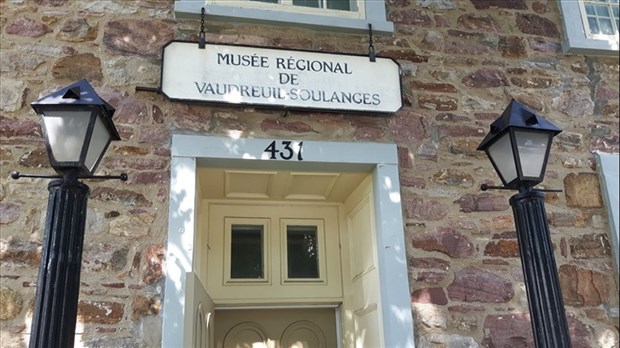 MUSÉE RÉGIONAL
DE
VAUDREUIL-SOULANGES
431